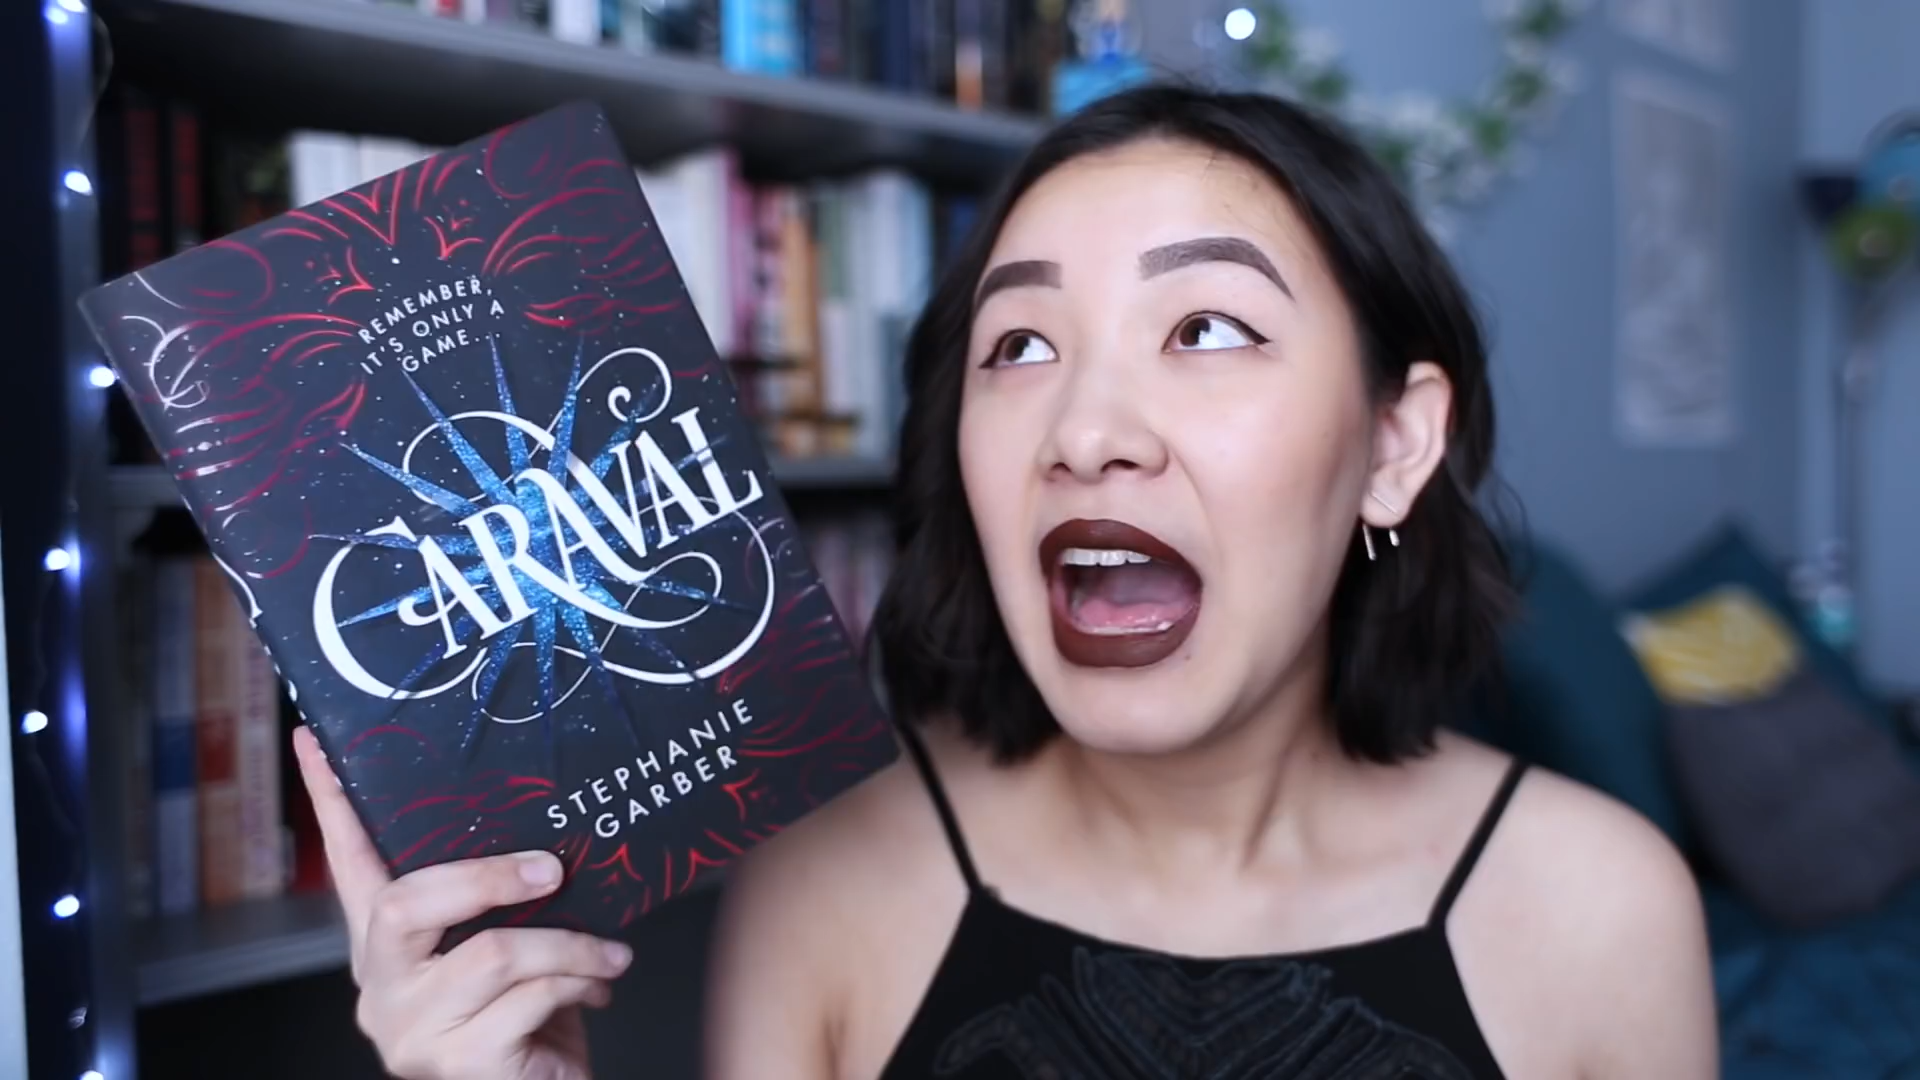 REMEMBER,
IT'S ONLY A
GAME...
CARAVAL
STEPHANIE
GARBER